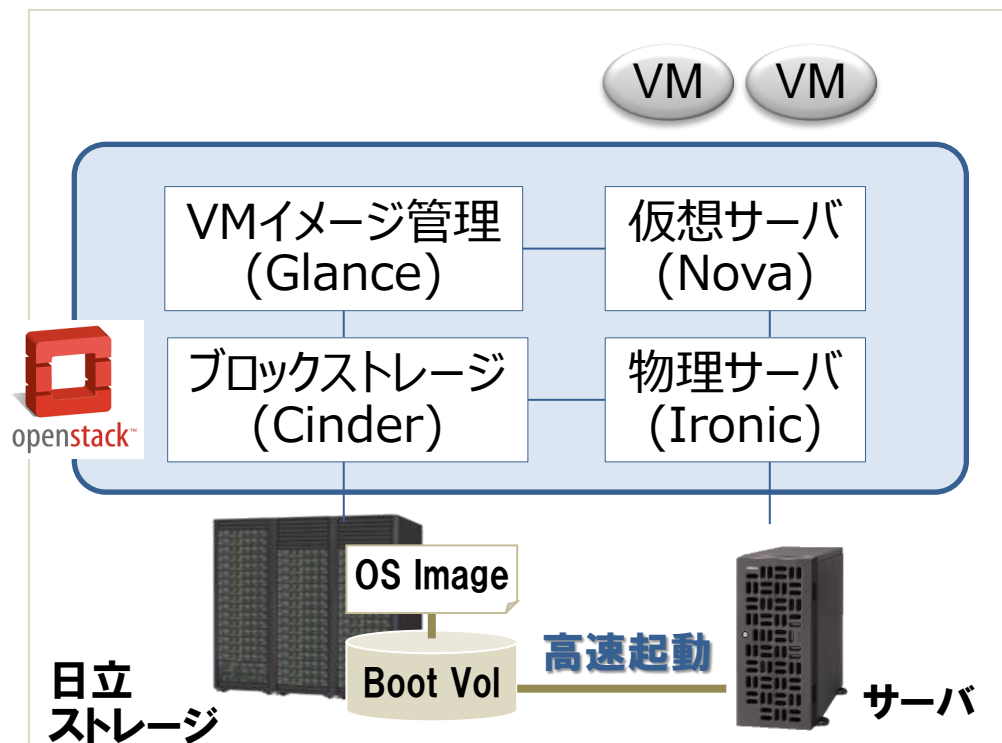 VM VM
VMイメージ管理
(Glance)
仮想サーバ
(Nova)
ブロックストレージ
(Cinder)
物理サーバ
(Ironic)
openstack™
OS Image
Boot Vol
高速起動
日立
ストレージ
サーバ